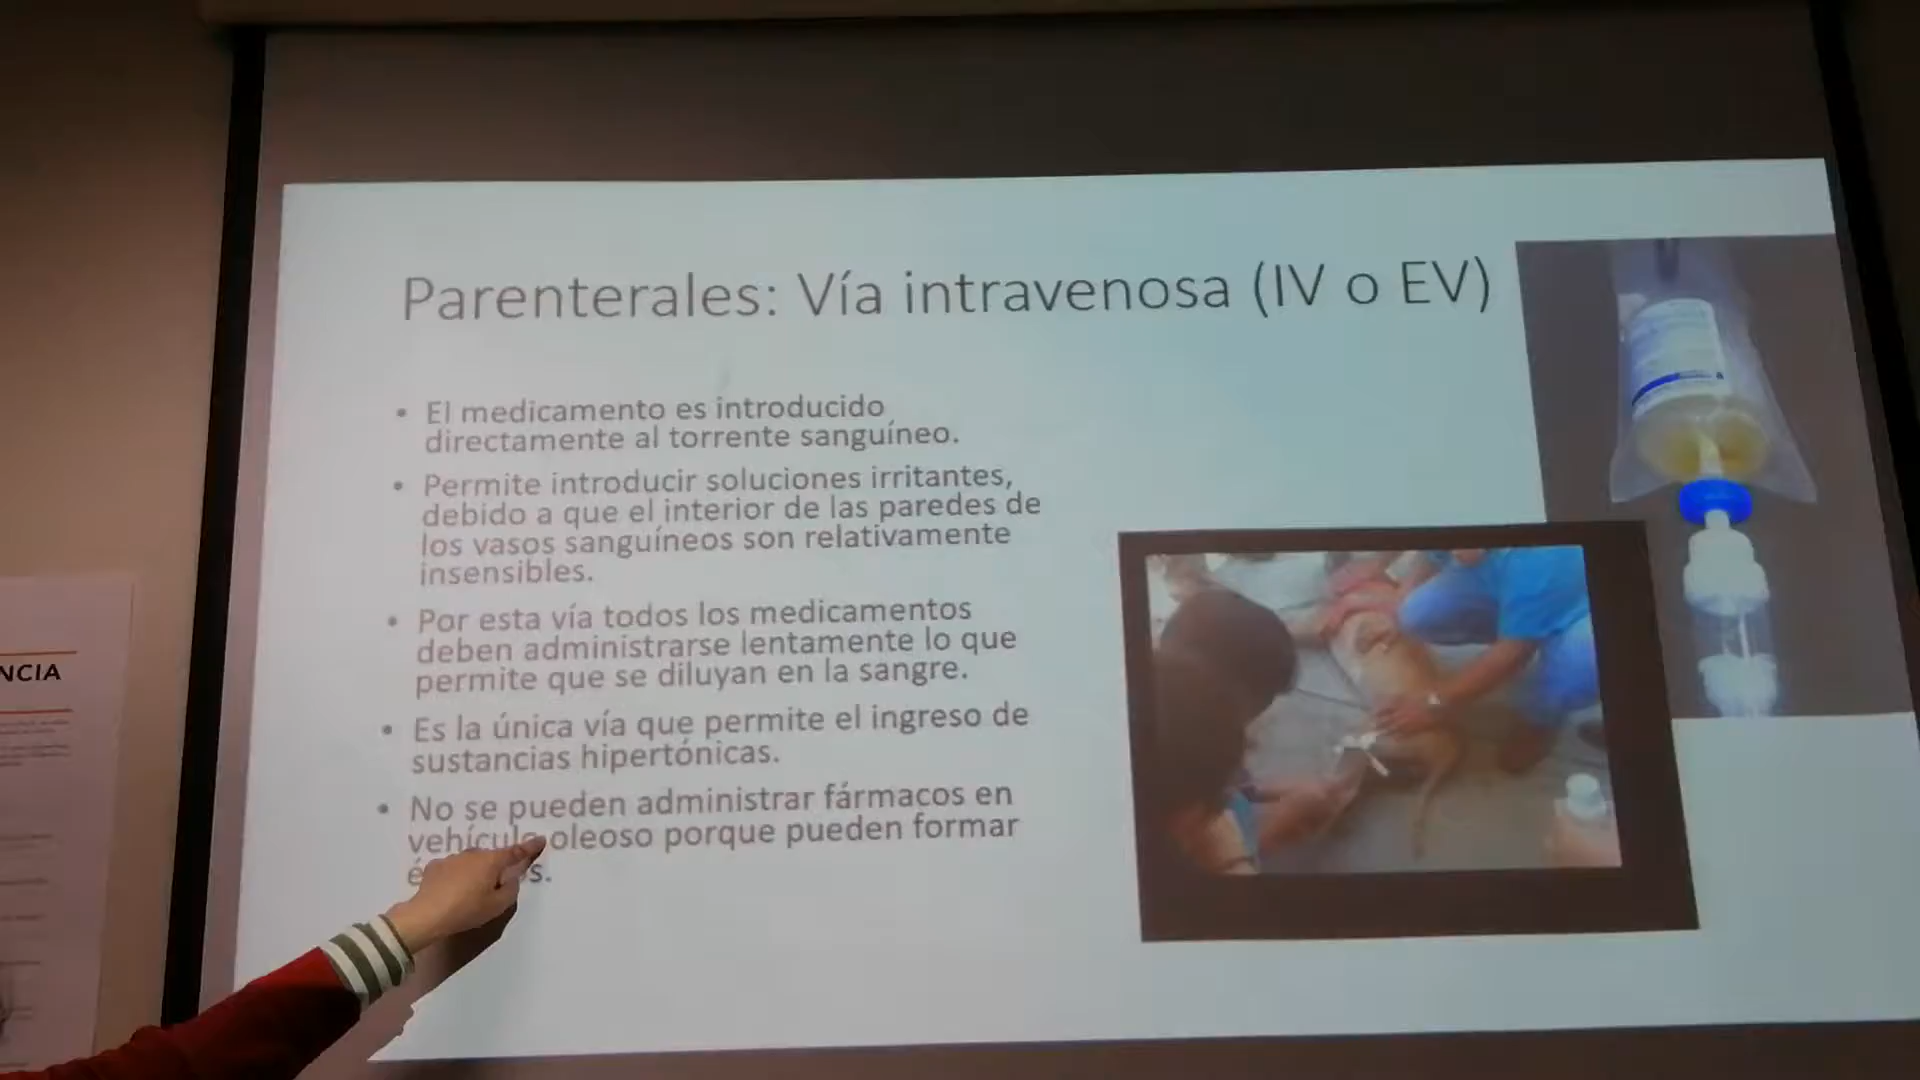 Parenterales: Vía intravenosa (IV o EV)
• El medicamento es introducido
directamente al torrente sanguíneo.
• Permite introducir soluciones irritantes,
debido a que el interior de las paredes de
los vasos sanguíneos son relativamente
insensibles.
• Por esta vía todos los medicamentos
deben administrarse lentamente lo que
permite que se diluyan en la sangre.
• Es la única vía que permite el ingreso de
sustancias hipertónicas.
• No se pueden administrar fármacos en
vehículo oleoso porque pueden formar
NCIA